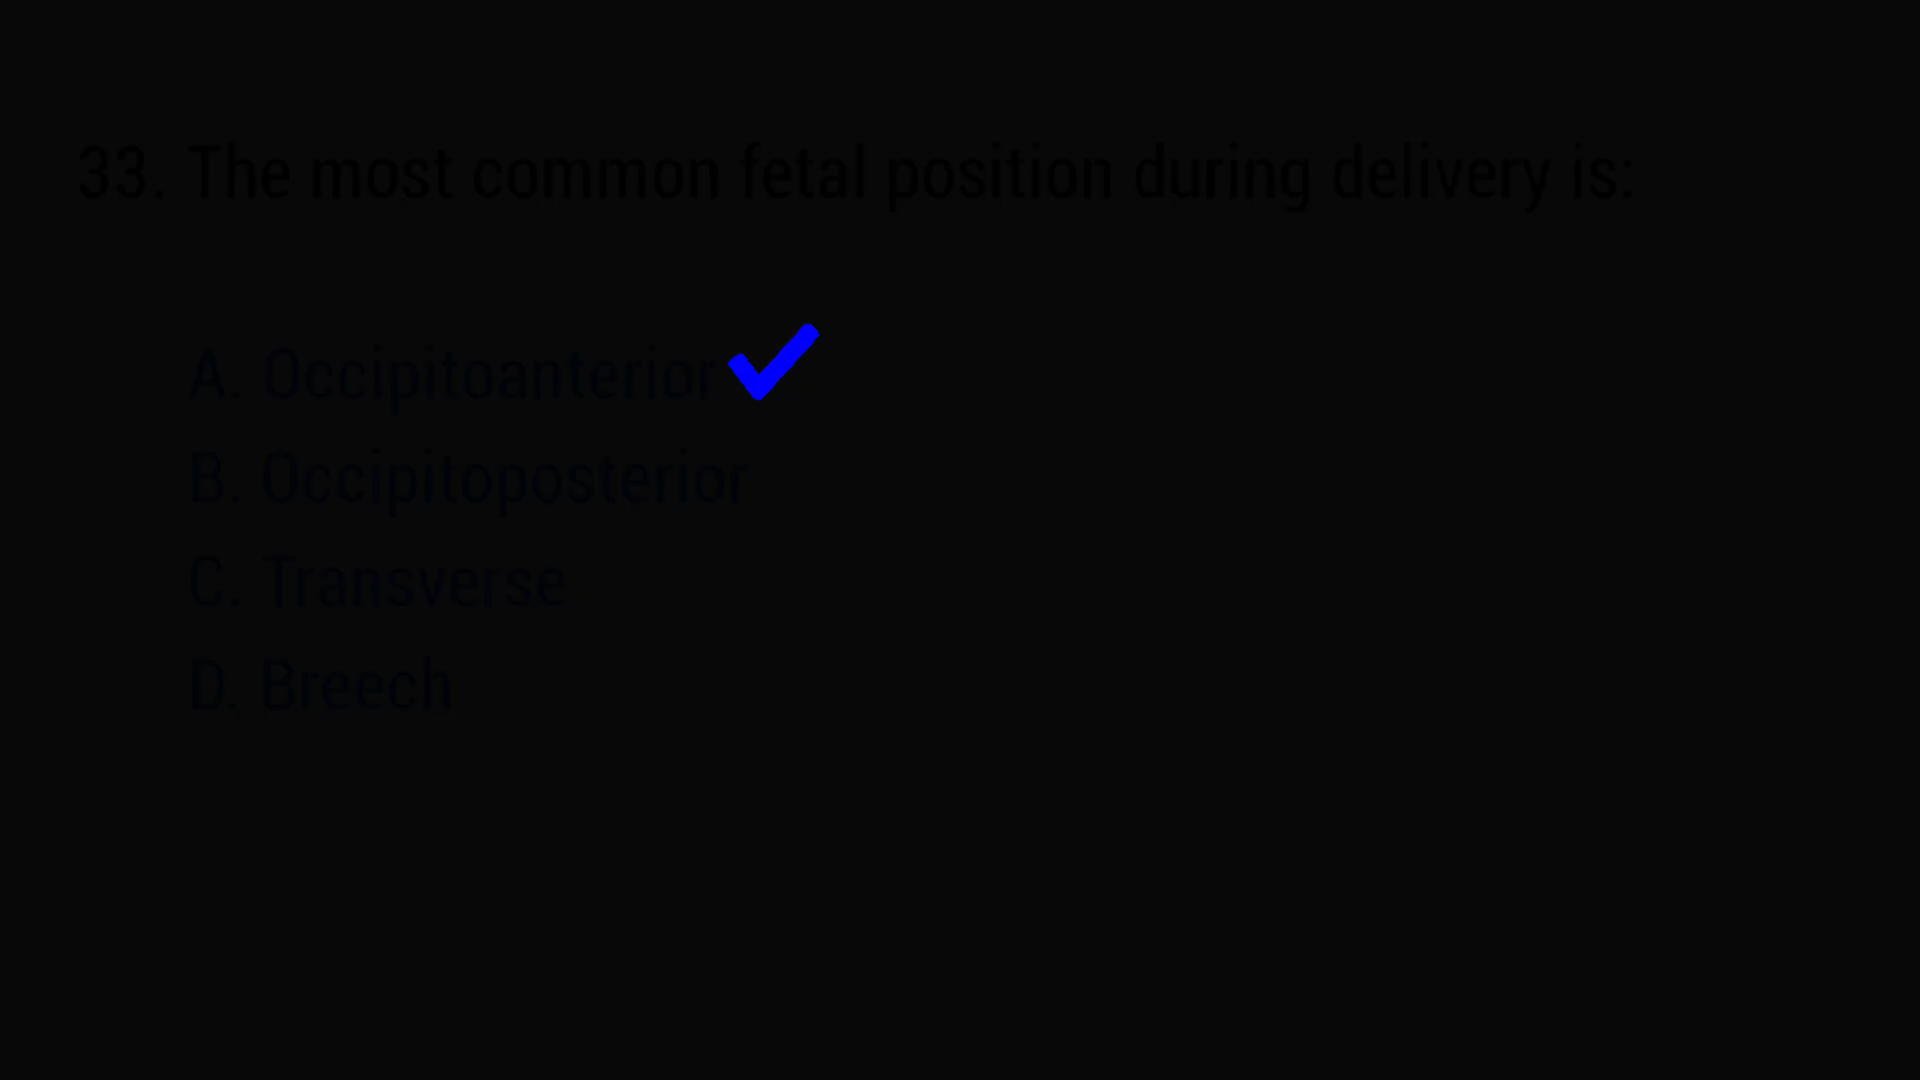 33. The most common fetal position during delivery is:
A. Occipitoanterior
B. Occipitoposterior
C. Transverse
D. Breech